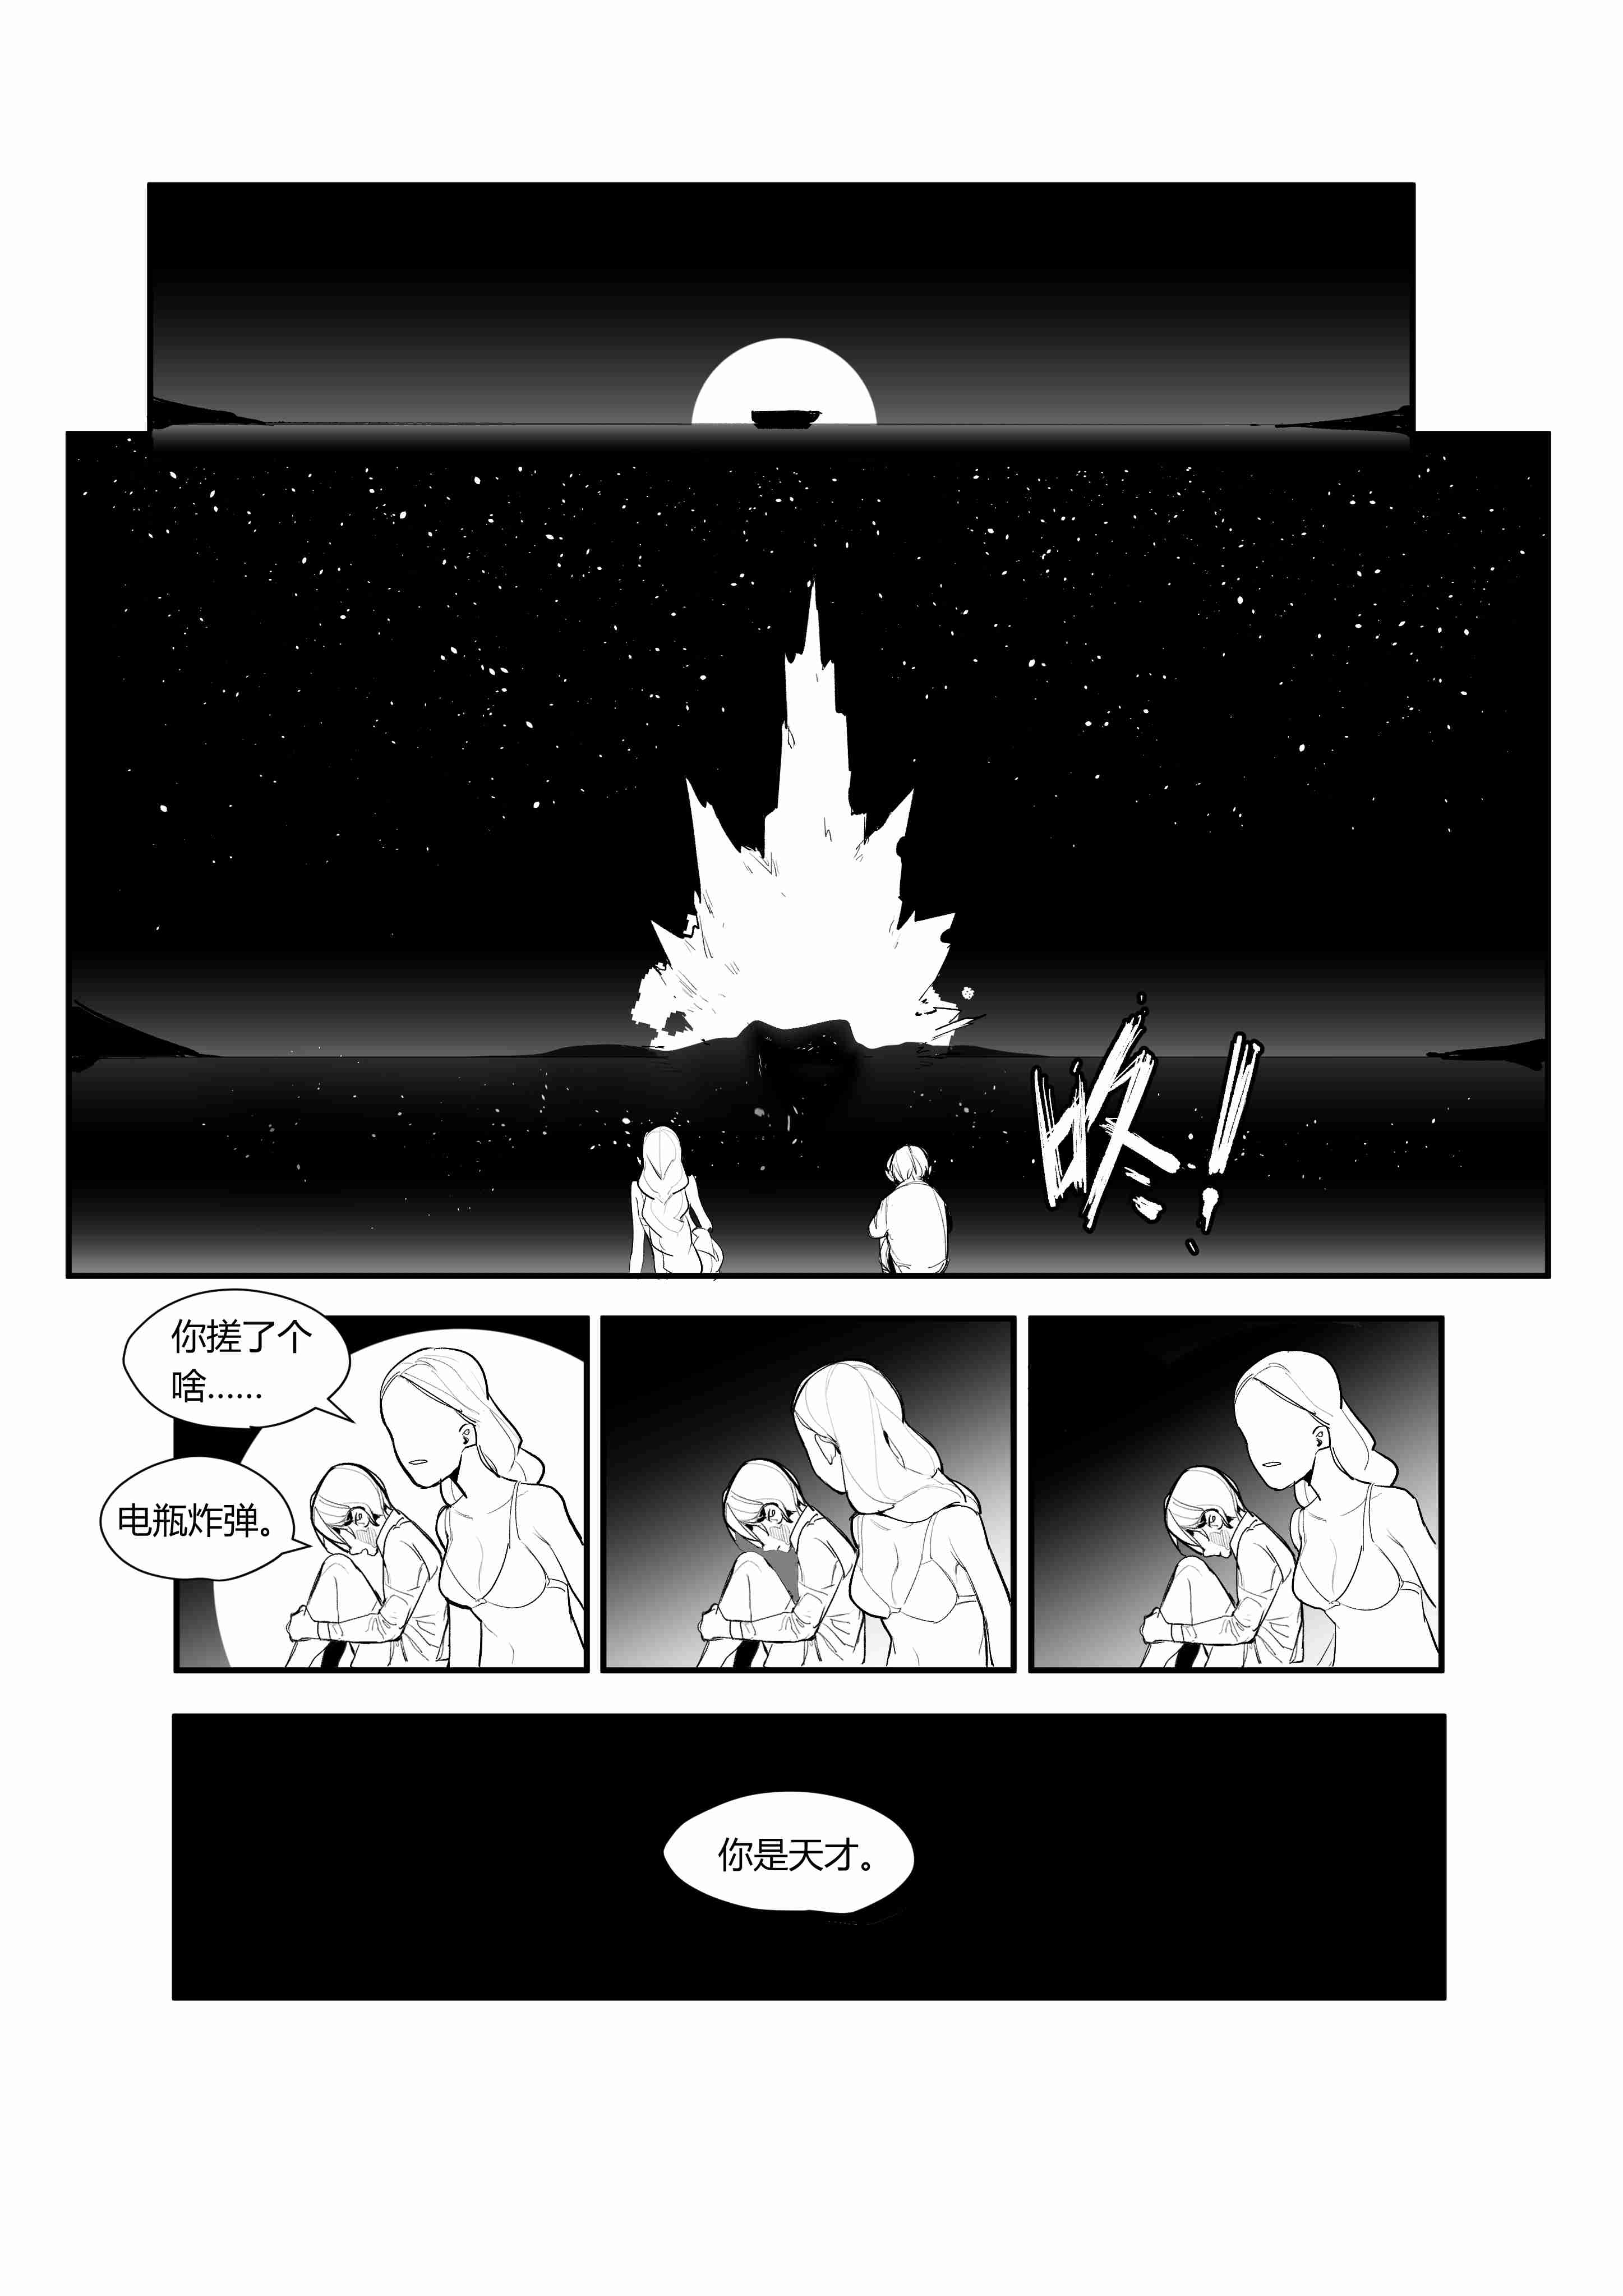 咚！
你搓了个
啥……
电瓶炸弹。
你是天才。